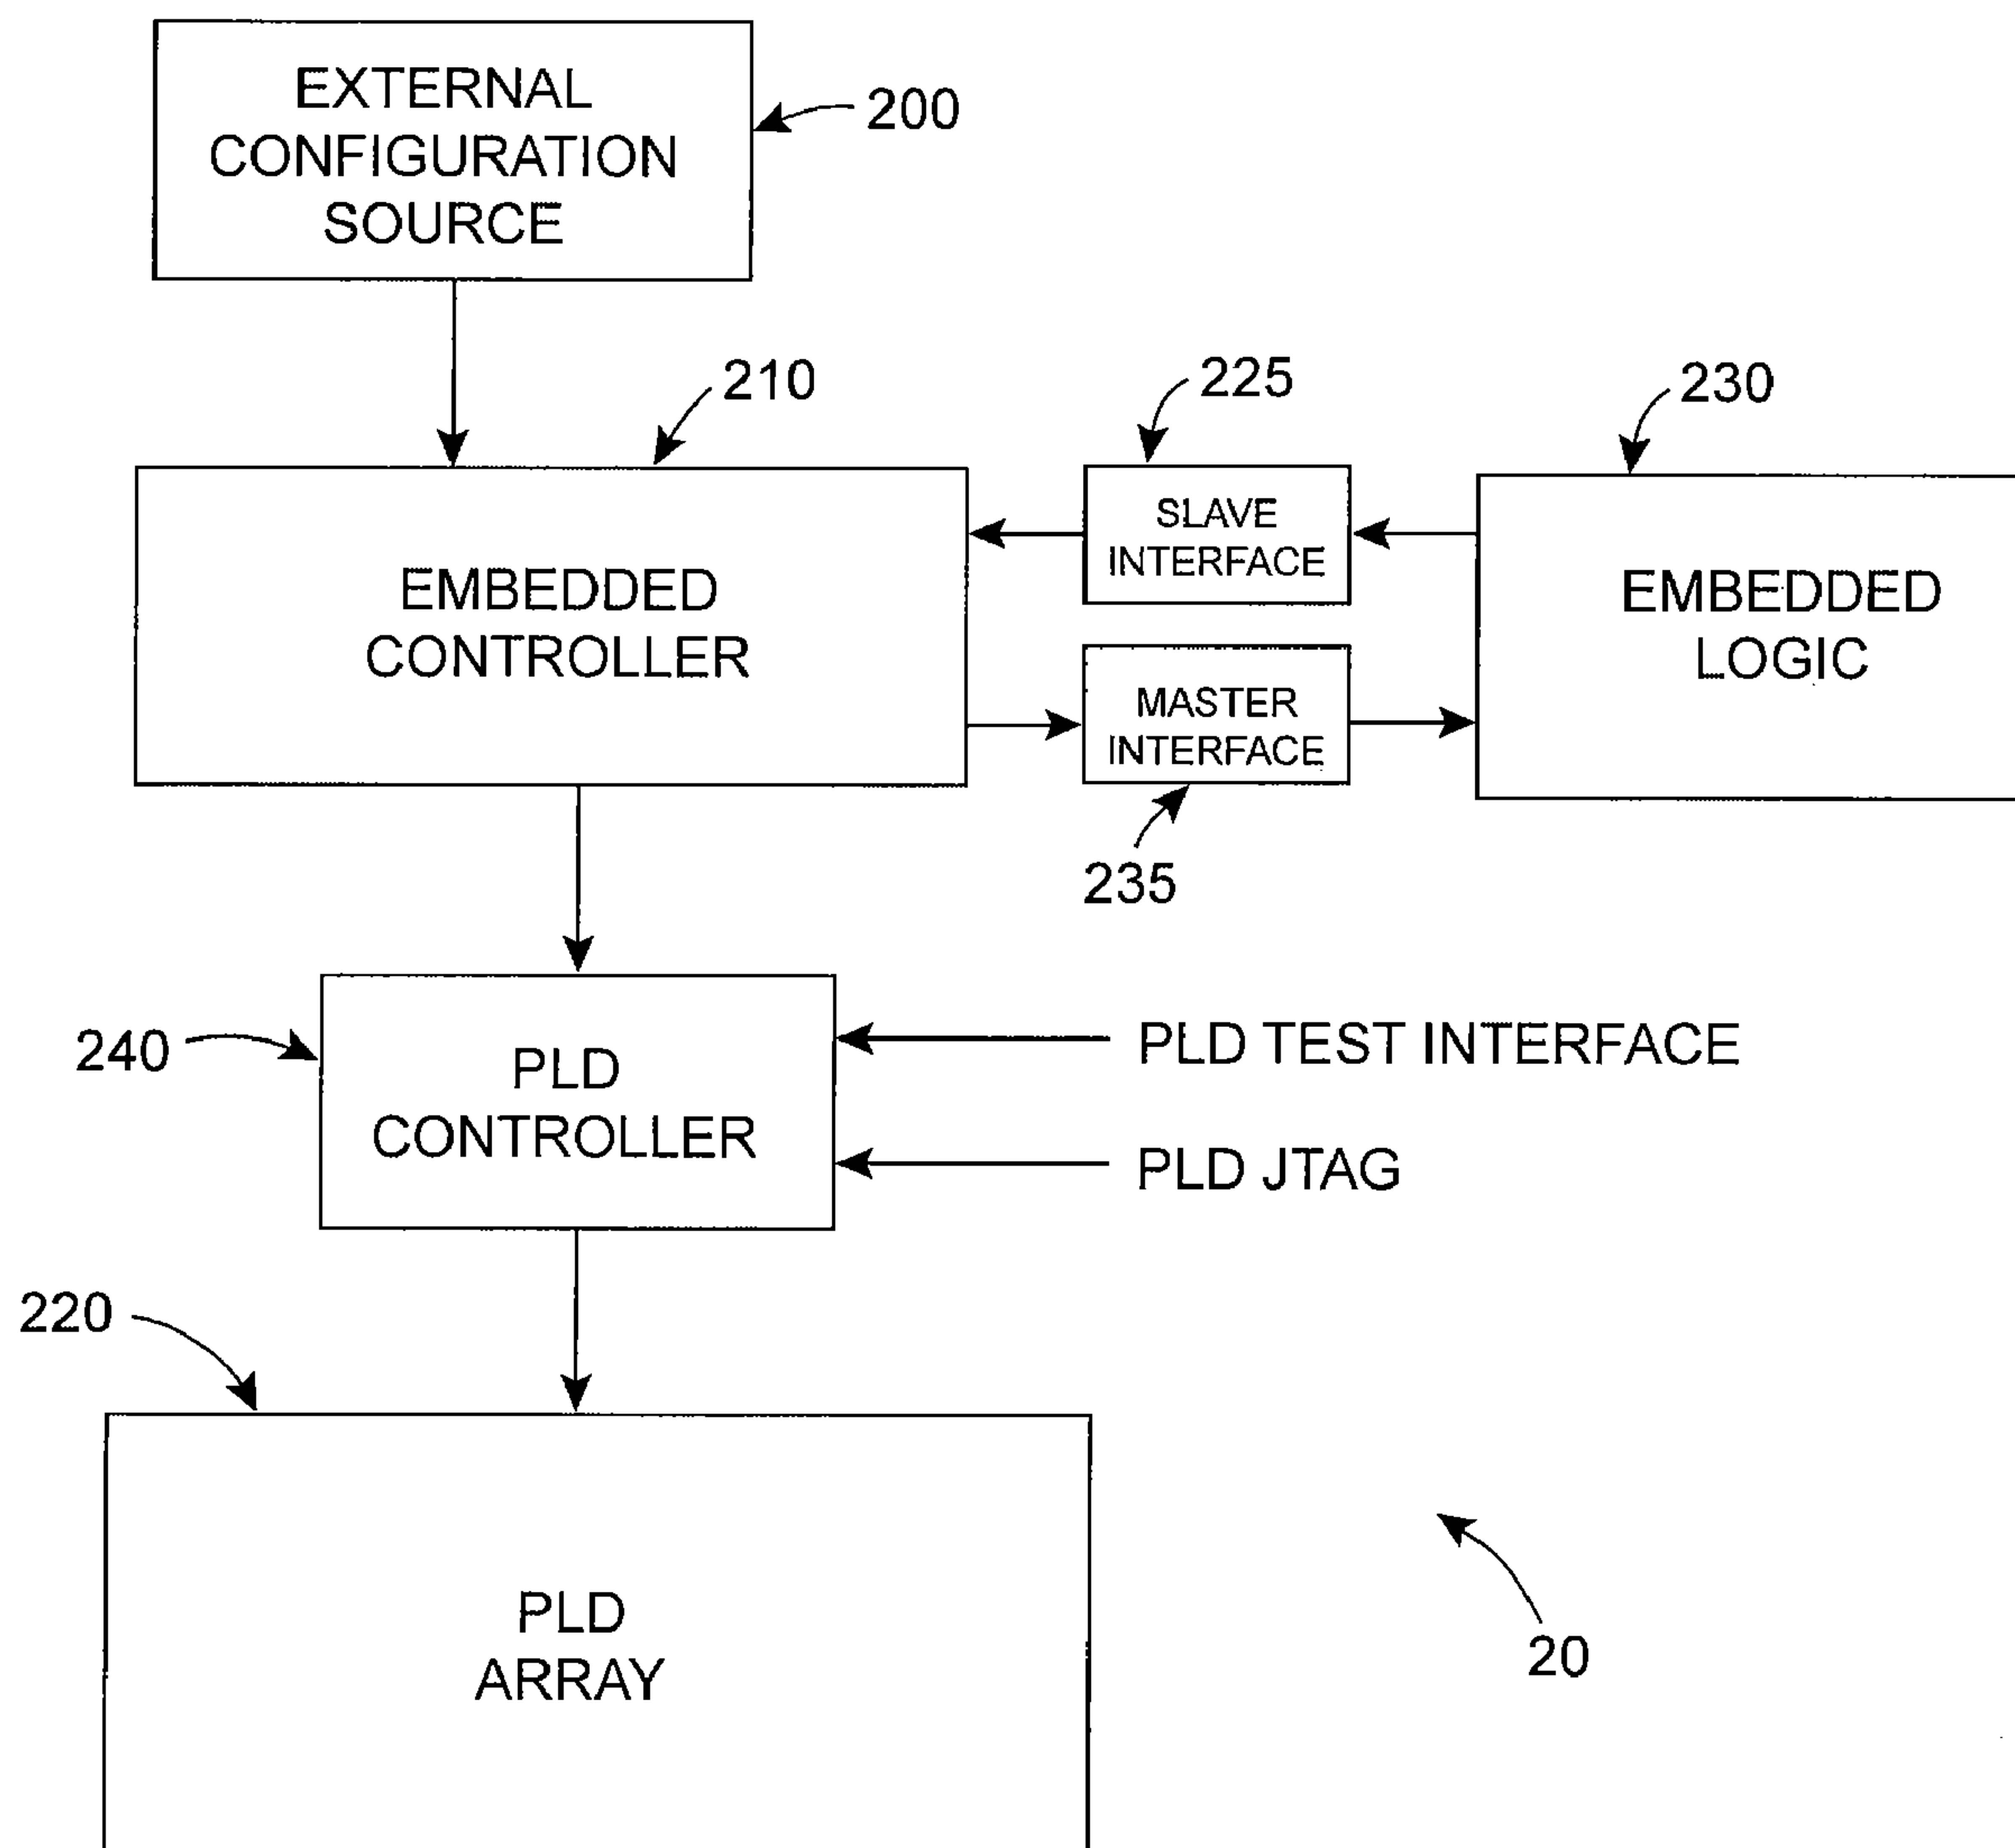 EXTERNAL
CONFIGURATION
SOURCE
200
210
225
230
EMBEDDED
CONTROLLER
SLAVE
INTERFACE
MASTER
INTERFACE
EMBEDDED
LOGIC
235
240
PLD
CONTROLLER
PLD TEST INTERFACE
PLD JTAG
220
PLD
ARRAY
20